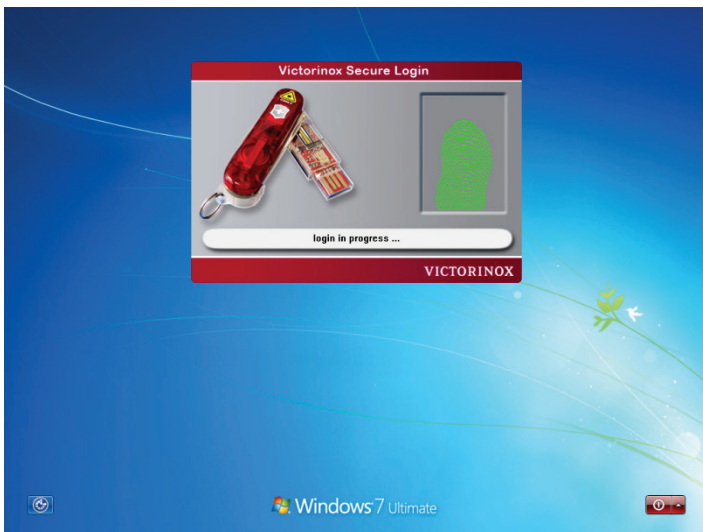 Victorinox Secure Login
login in progress ...
VICTORINOX
Windows 7 Ultimate